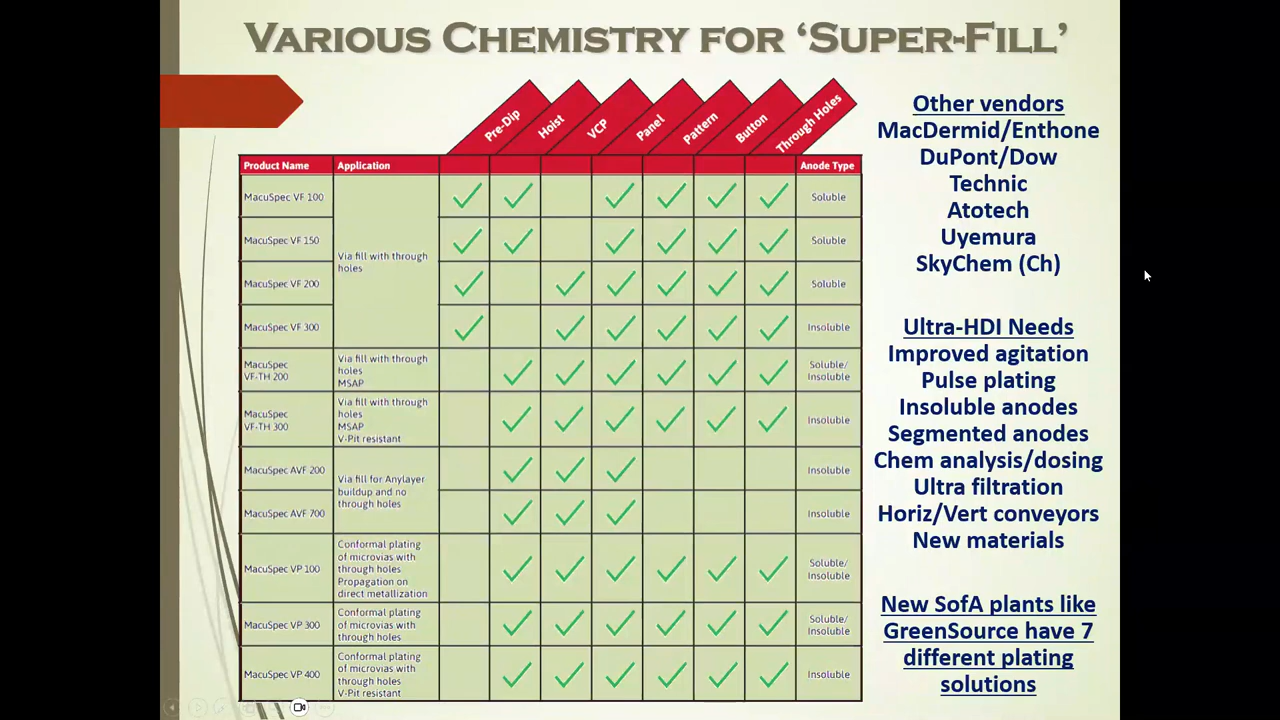 VARIOUS CHEMISTRY FOR ‘SUPER-FILL’
Pre-Dip
Hoist
VCP
Panel
Pattern
Button
Through Holes
Product Name
Application
Anode Type
MacuSpec VF 100
Soluble
MacuSpec VF 150
Soluble
Via fill with through
holes
MacuSpec VF 200
Soluble
MacuSpec VF 300
Insoluble
MacuSpec
VF-TH 200
Via fill with through
holes
MSAP
Soluble/
Insoluble
MacuSpec
VF-TH 300
Via fill with through
holes
MSAP
V-Pit resistant
Insoluble
MacuSpec AVF 200
Insoluble
Via fill for Anylayer
buildup and no
through holes
MacuSpec AVF 700
Insoluble
MacuSpec VP 100
Conformal plating
of microvias with
through holes
Propagation on
direct metallization
Soluble/
Insoluble
MacuSpec VP 300
Conformal plating
of microvias with
through holes
Soluble/
Insoluble
MacuSpec VP 400
Conformal plating
of microvias with
through holes
V-Pit resistant
Insoluble
Other vendors
MacDermid/Enthone
DuPont/Dow
Technic
Atotech
Uyemura
SkyChem (Ch)
Ultra-HDI Needs
Improved agitation
Pulse plating
Insoluble anodes
Segmented anodes
Chem analysis/dosing
Ultra filtration
Horiz/Vert conveyors
New materials
New SofA plants like
GreenSource have 7
different plating
solutions